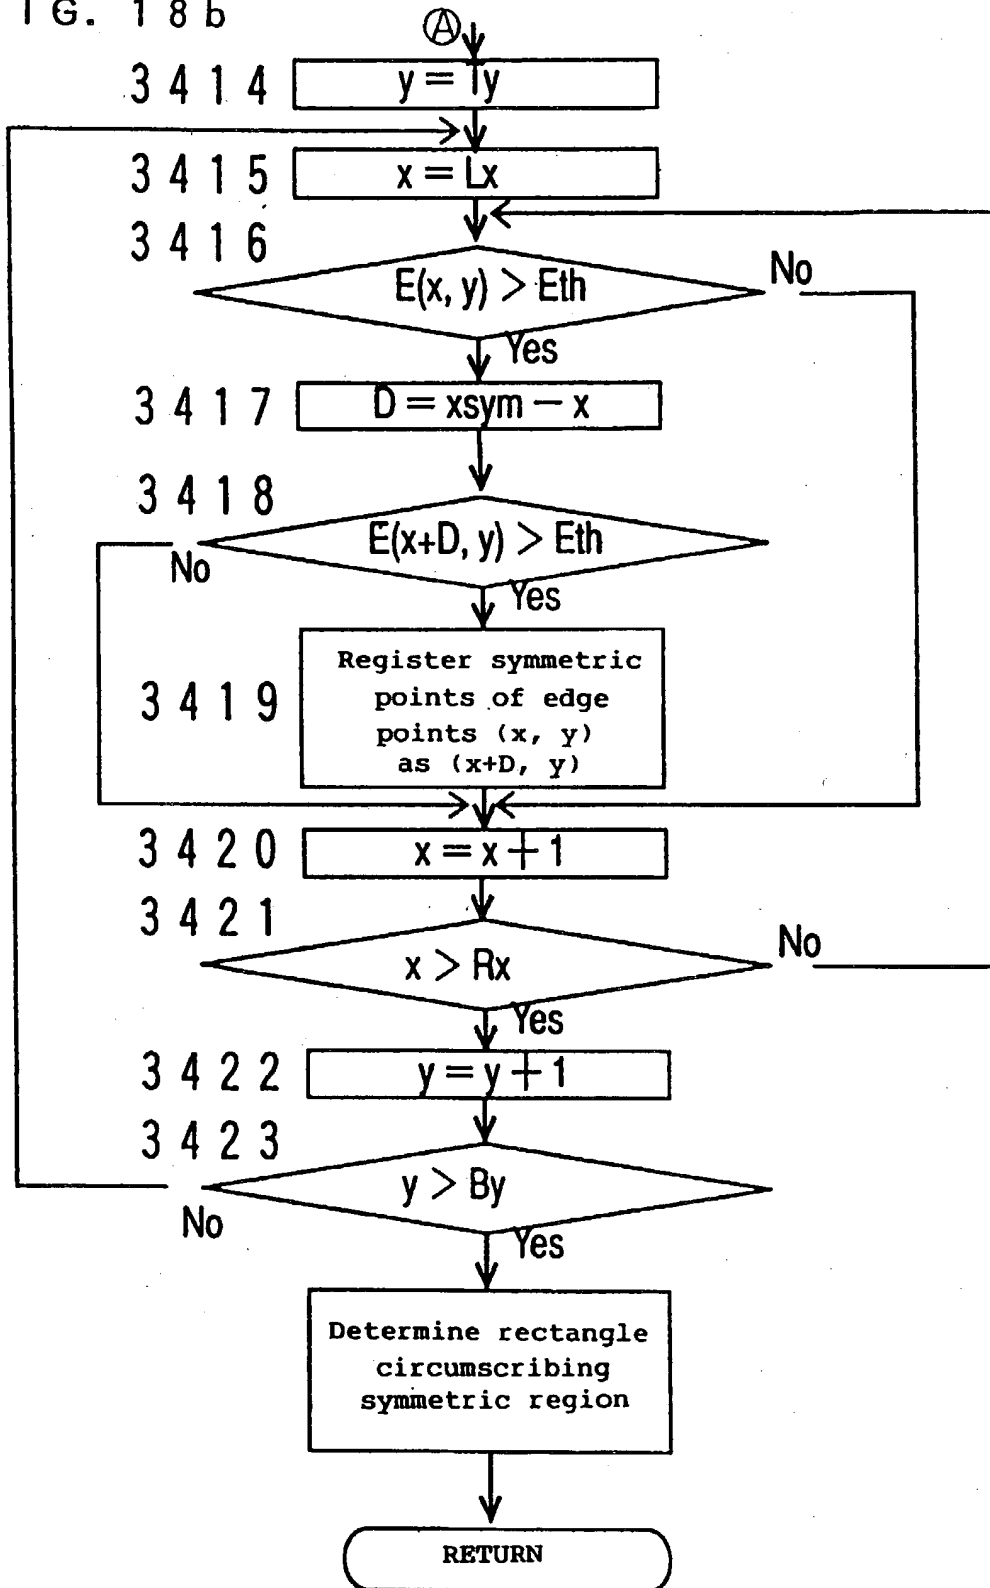 IG. 18b
A
3414
y = Ty
3415
x = Lx
3416
E(x, y) > Eth
No
Yes
3417
D = xsym − x
3418
E(x+D, y) > Eth
No
Yes
3419
Register symmetric
points of edge
points (x, y)
as (x+D, y)
3420
x = x + 1
3421
x > Rx
No
Yes
3422
y = y + 1
3423
y > By
No
Yes
Determine rectangle
circumscribing
symmetric region
RETURN